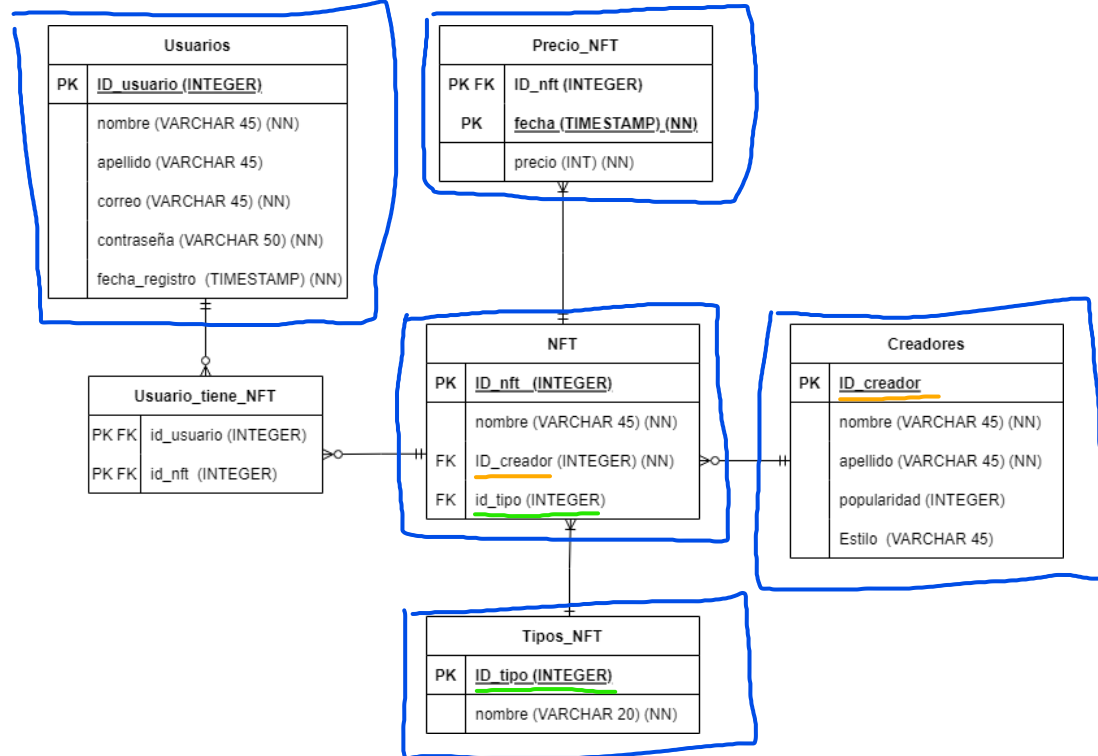 Usuarios
PK ID_usuario (INTEGER)
nombre (VARCHAR 45) (NN)
apellido (VARCHAR 45)
correo (VARCHAR 45) (NN)
contraseña (VARCHAR 50) (NN)
fecha_registro (TIMESTAMP) (NN)
Precio_NFT
PK FK ID_nft (INTEGER)
PK fecha (TIMESTAMP) (NN)
precio (INT) (NN)
Usuario_tiene_NFT
PK FK id_usuario (INTEGER)
PK FK id_nft (INTEGER)
NFT
PK ID_nft (INTEGER)
nombre (VARCHAR 45) (NN)
FK ID_creador (INTEGER) (NN)
FK id_tipo (INTEGER)
Creadores
PK ID_creador
nombre (VARCHAR 45) (NN)
apellido (VARCHAR 45) (NN)
popularidad (INTEGER)
Estilo (VARCHAR 45)
Tipos_NFT
PK ID_tipo (INTEGER)
nombre (VARCHAR 20) (NN)